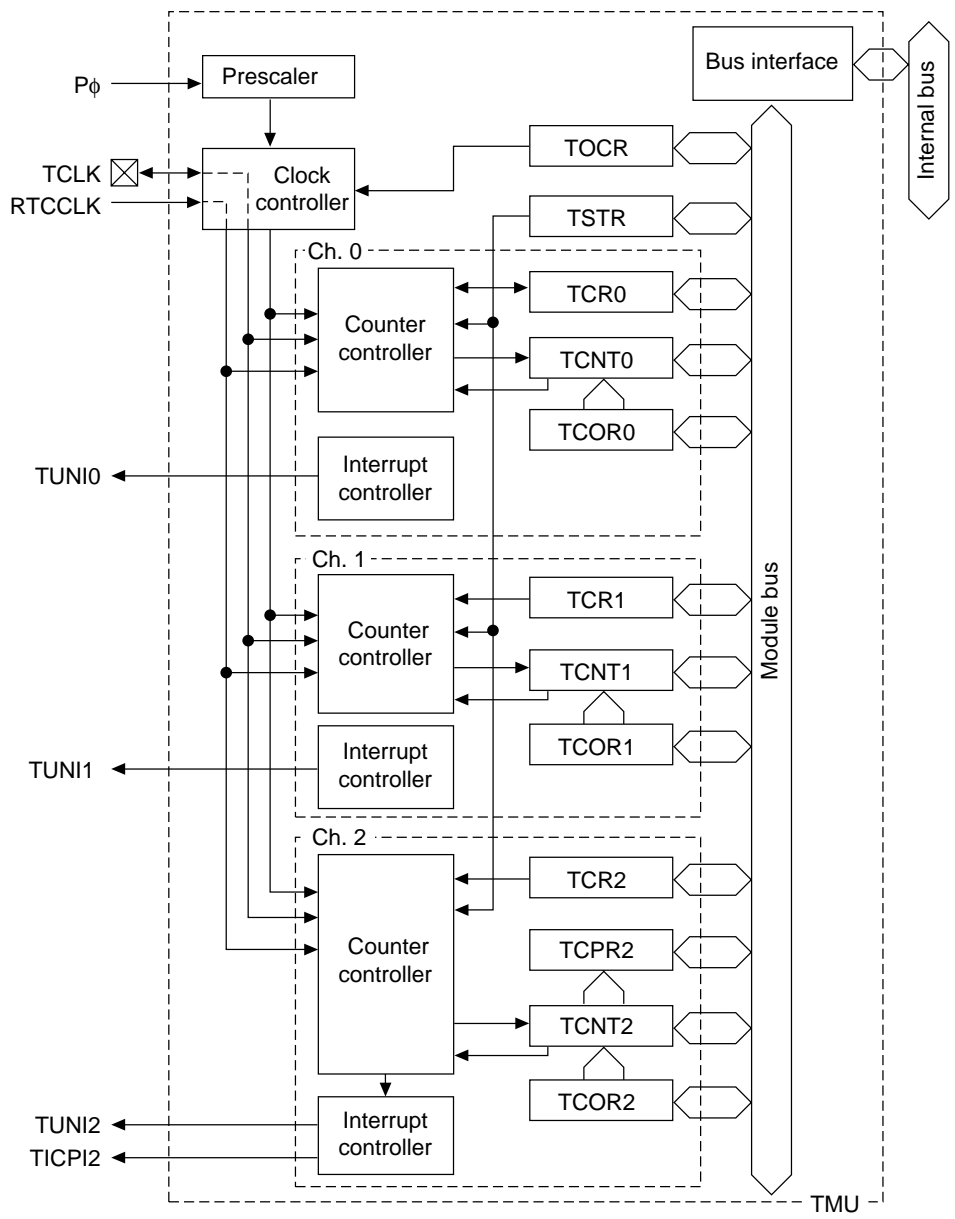 Prescaler
Bus interface
Pϕ
Internal bus
TOCR
TCLK
Clock
controller
RTCCLK
TSTR
Ch. 0
TCR0
Counter
controller
TCNT0
TCOR0
Interrupt
controller
TUNI0
Ch. 1
TCR1
Counter
controller
TCNT1
Module bus
TCOR1
Interrupt
controller
TUNI1
Ch. 2
TCR2
TCPR2
Counter
controller
TCNT2
TCOR2
Interrupt
controller
TUNI2
TICPI2
TMU